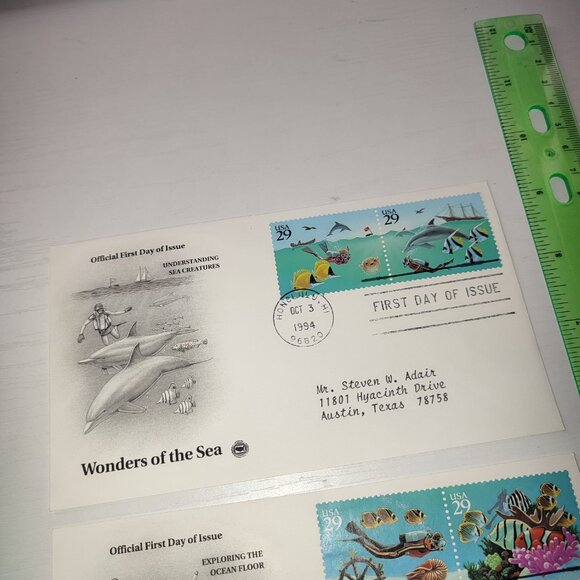 Official First Day of Issue
UNDERSTANDING
SEA CREATURES
Wonders of the Sea
USA
29
USA
29
HONOLULU, HI
OCT 3
1994
96820
FIRST DAY OF ISSUE
Mr. Steven W. Adair
11801 Hyacinth Drive
Austin, Texas 78758
Official First Day of Issue
EXPLORING THE
OCEAN FLOOR
USA
29
USA
29